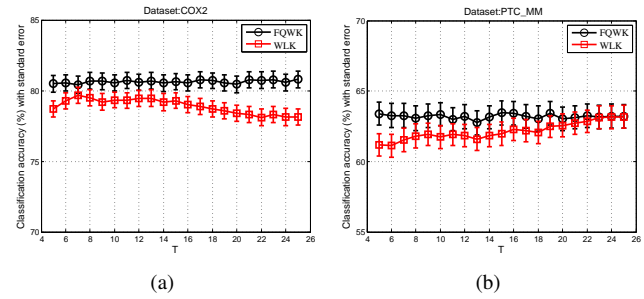 Dataset:COX2
Classification accuracy (%) with standard error
85
80
75
70
FQWK
WLK
4 6 8 10 12 14 16 18 20 22 24 26
T
(a)
Dataset:PTC_MM
Classification accuracy (%) with standard error
70
65
60
55
FQWK
WLK
4 6 8 10 12 14 16 18 20 22 24 26
T
(b)